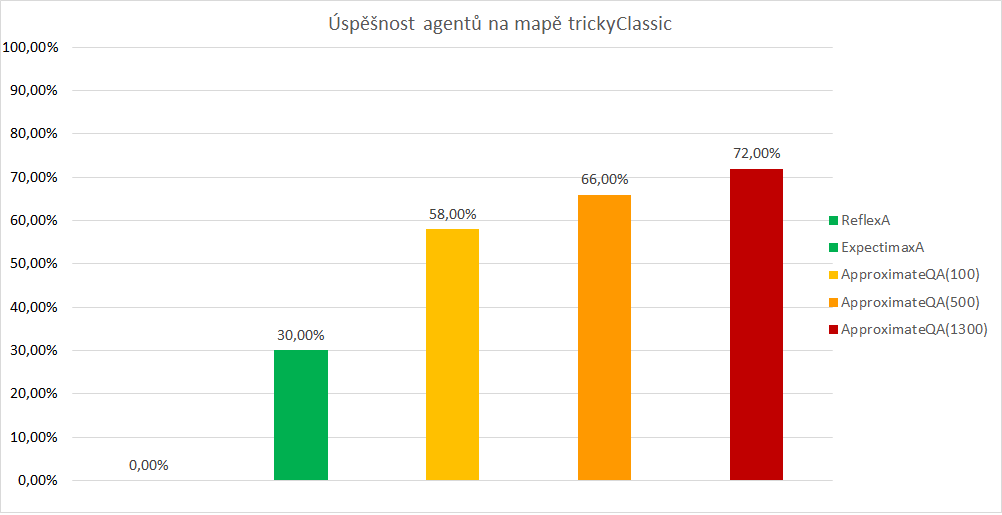 Úspěšnost agentů na mapě trickyClassic
100,00%
90,00%
80,00%
70,00%
60,00%
50,00%
40,00%
30,00%
20,00%
10,00%
0,00%
0,00%
30,00%
58,00%
66,00%
72,00%
ReflexA
ExpectimaxA
ApproximateQA(100)
ApproximateQA(500)
ApproximateQA(1300)